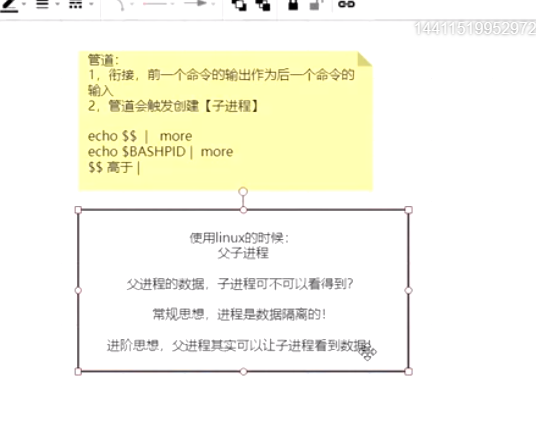 14411519952972
管道：
1，衔接，前一个命令的输出作为后一个命令的
输入
2，管道会触发创建【子进程】
echo $$ | more
echo $BASHPID | more
$$ 高于 |
使用linux的时候：
父子进程
父进程的数据，子进程可不可以看得到？
常规思想，进程是数据隔离的！
进阶思想，父进程其实可以让子进程看到数据！